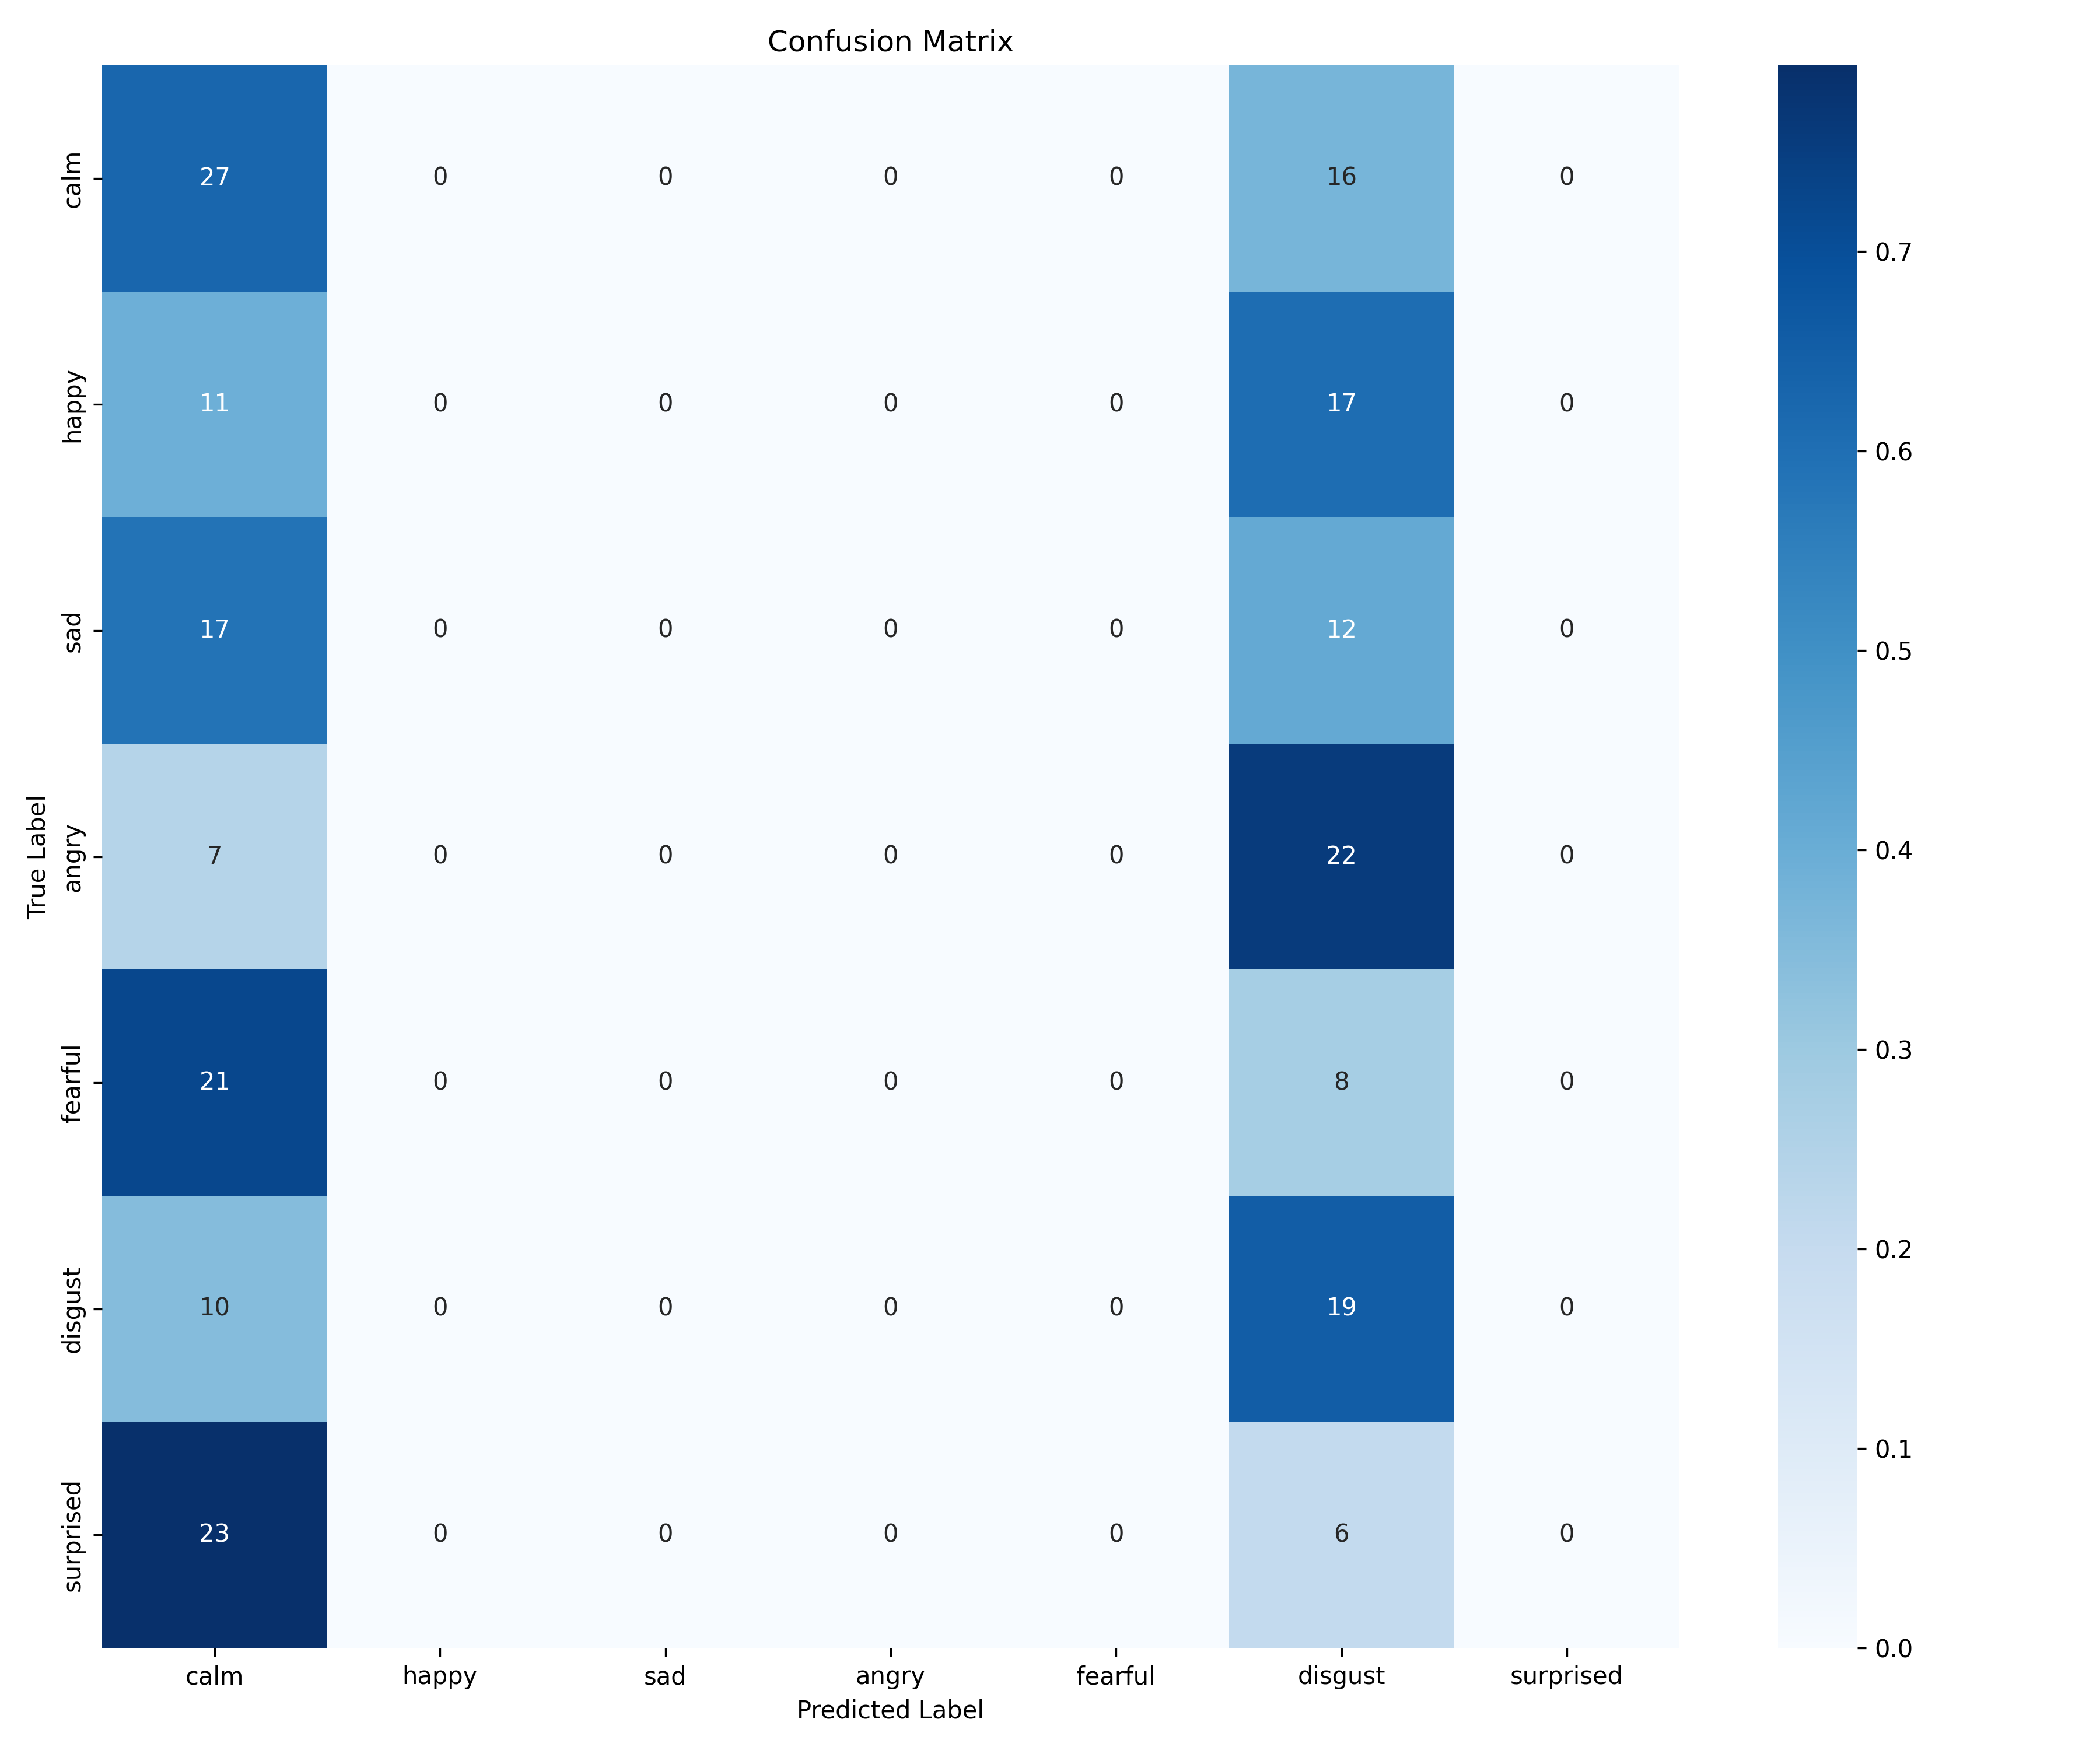 Confusion Matrix
calm 27 0 0 0 0 16 0
happy 11 0 0 0 0 17 0
sad 17 0 0 0 0 12 0
angry 7 0 0 0 0 22 0
fearful 21 0 0 0 0 8 0
disgust 10 0 0 0 0 19 0
surprised 23 0 0 0 0 6 0
True Label
calm happy sad angry fearful disgust surprised
Predicted Label
0.7
0.6
0.5
0.4
0.3
0.2
0.1
0.0